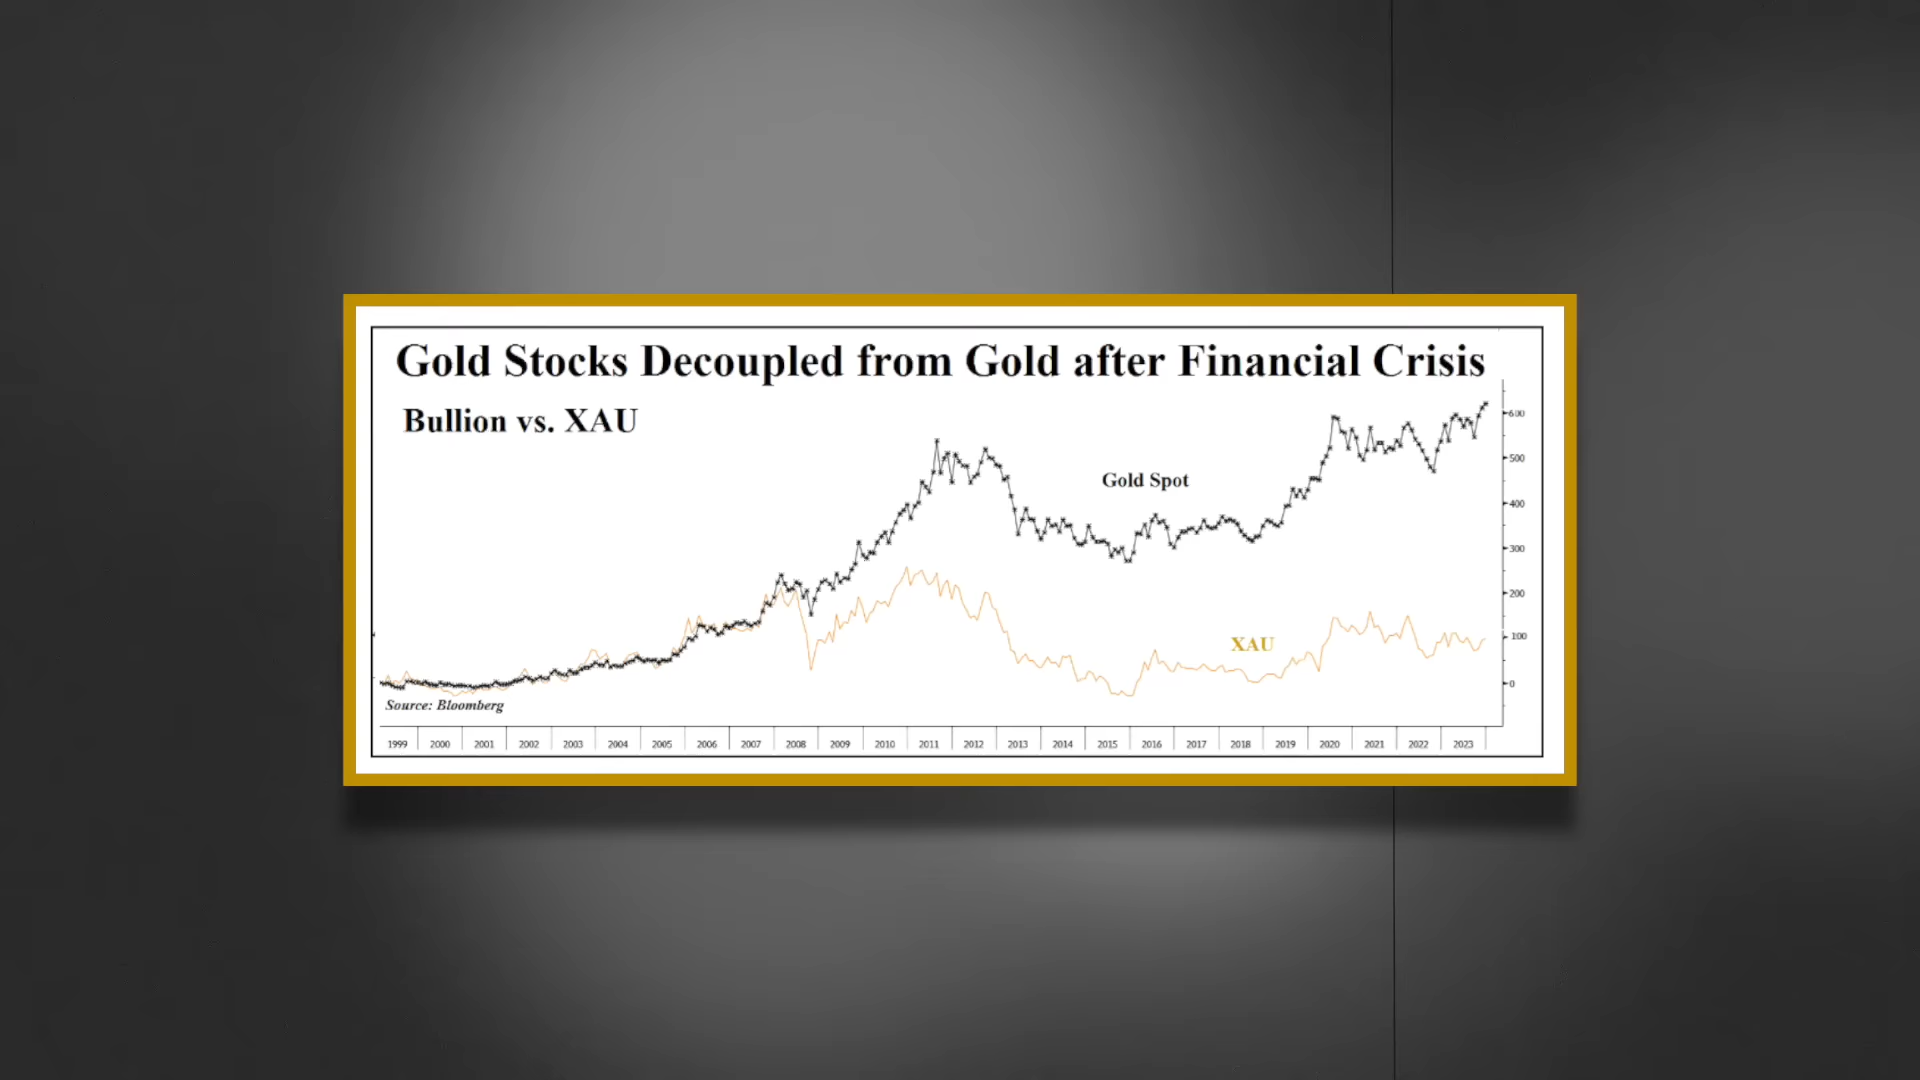 Gold Stocks Decoupled from Gold after Financial Crisis
Bullion vs. XAU
600
Gold Spot
500
400
300
200
XAU
100
0
Source: Bloomberg
1999 2000 2001 2002 2003 2004 2005 2006 2007 2008 2009 2010 2011 2012 2013 2014 2015 2016 2017 2018 2019 2020 2021 2022 2023